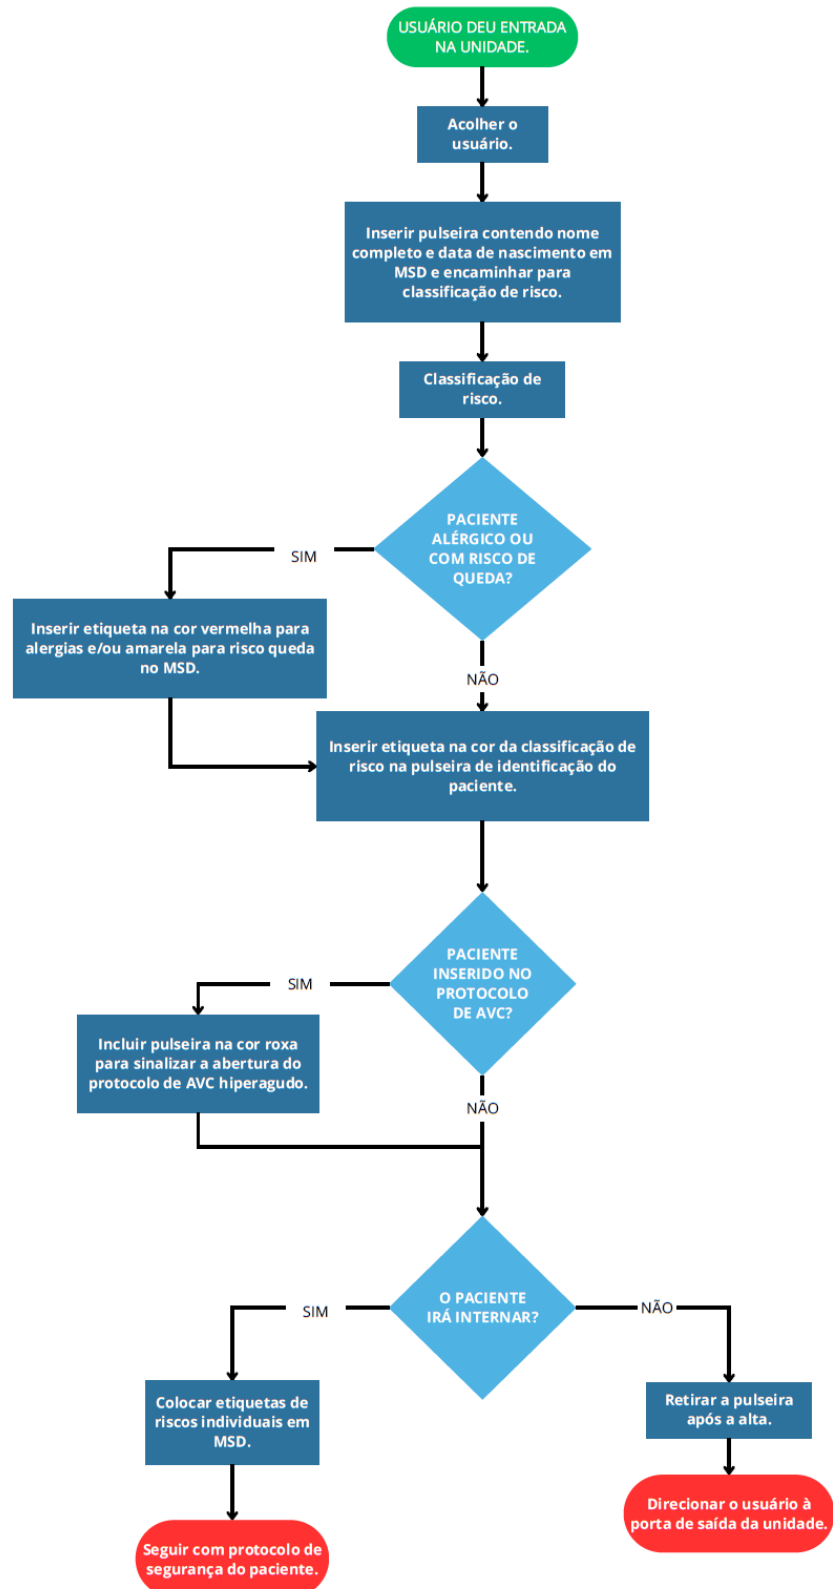 USUÁRIO DEU ENTRADA
NA UNIDADE.
Acolher o
usuário.
Inserir pulseira contendo nome
completo e data de nascimento em
MSD e encaminhar para
classificação de risco.
Classificação de
risco.
PACIENTE
ALÉRGICO OU
COM RISCO DE
QUEDA?
SIM
Inserir etiqueta na cor vermelha para
alergias e/ou amarela para risco queda
no MSD.
NÃO
Inserir etiqueta na cor da classificação de
risco na pulseira de identificação do
paciente.
PACIENTE
INSERIDO NO
PROTOCOLO
DE AVC?
SIM
Incluir pulseira na cor roxa
para sinalizar a abertura do
protocolo de AVC hiperagudo.
NÃO
O PACIENTE
IRÁ INTERNAR?
SIM
NÃO
Colocar etiquetas de
riscos individuais em
MSD.
Retirar a pulseira
após a alta.
Seguir com protocolo de
segurança do paciente.
Direcionar o usuário à
porta de saída da unidade.